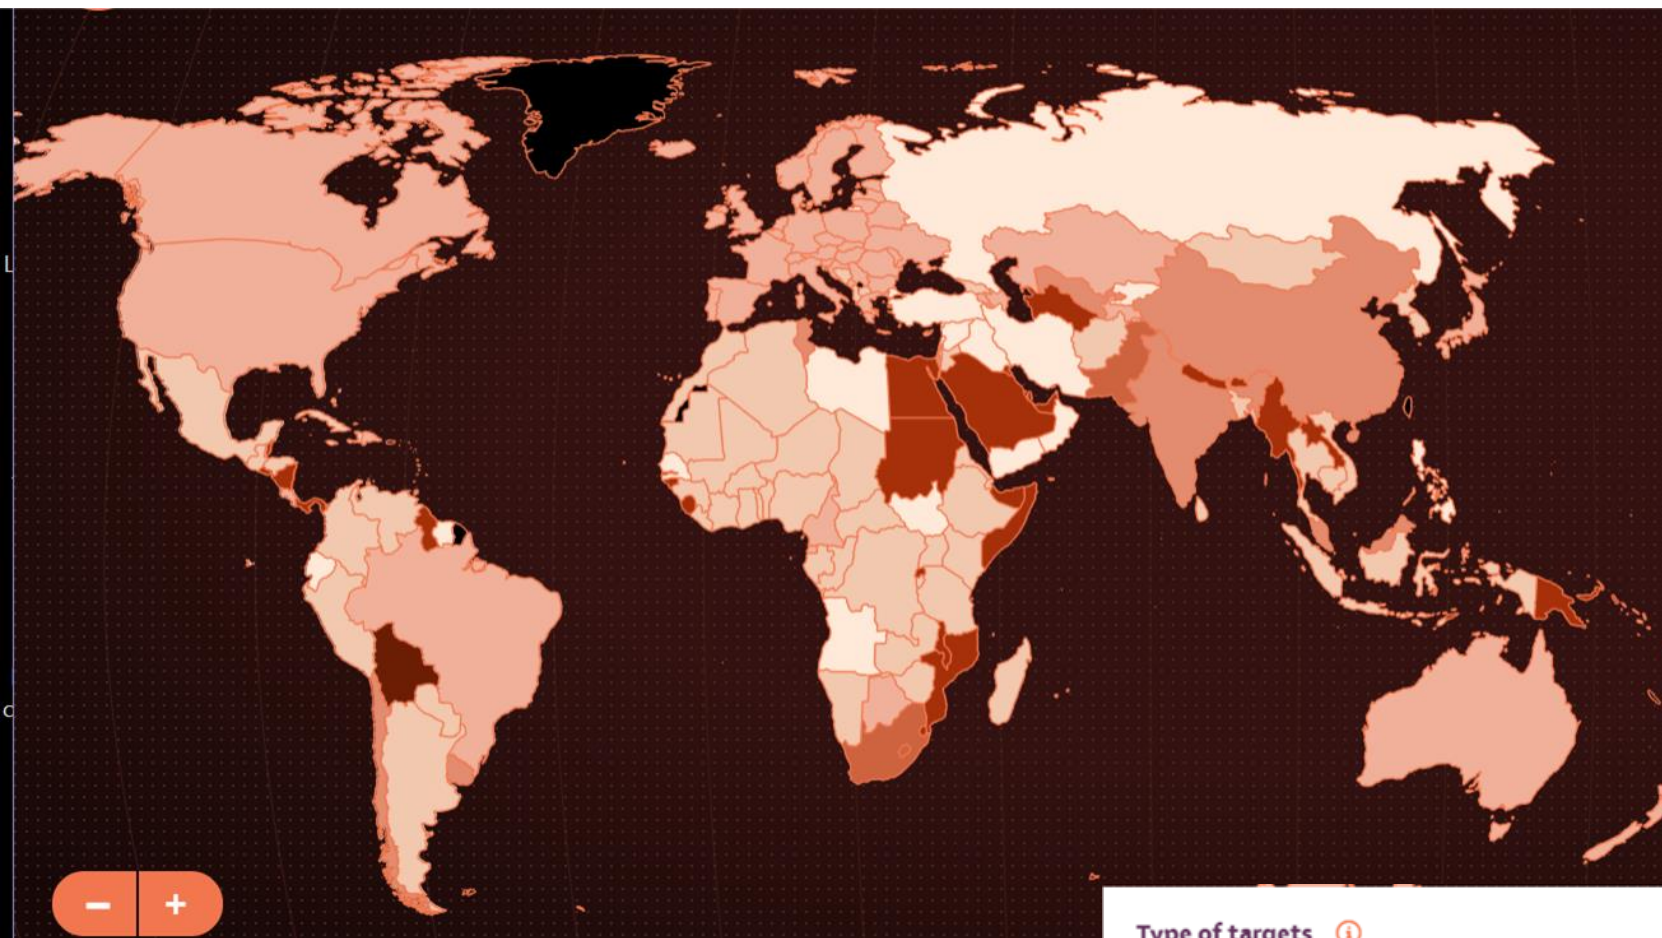 L
c
− +
Type of targets